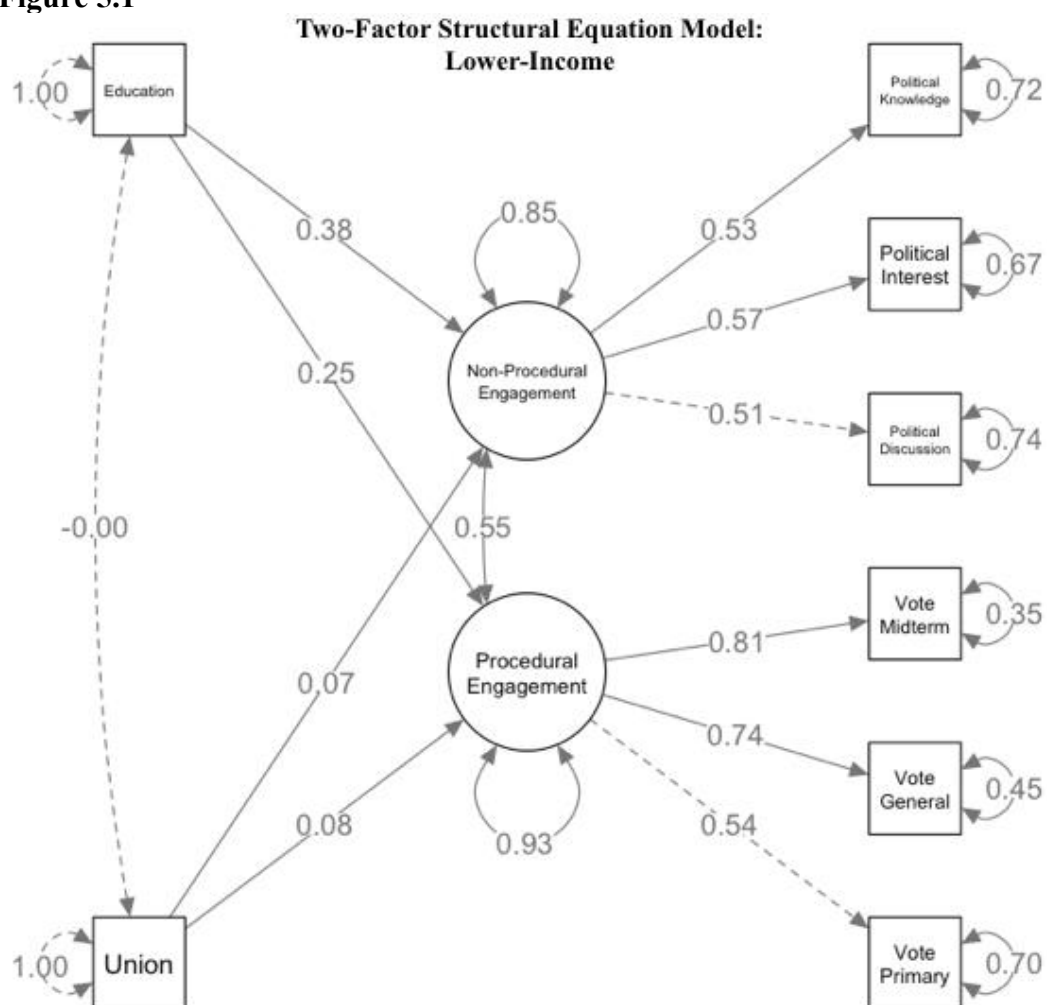 Figure 5.1
Two-Factor Structural Equation Model:
Lower-Income
1.00
Education
Political
Knowledge
0.72
0.85
0.38
0.53
Political
Interest
0.67
0.57
0.25
Non-Procedural
Engagement
0.51
Political
Discussion
0.74
-0.00
0.55
Vote
Midterm
0.35
0.81
Procedural
Engagement
0.07
0.74
Vote
General
0.45
0.08
0.93
0.54
1.00
Union
Vote
Primary
0.70